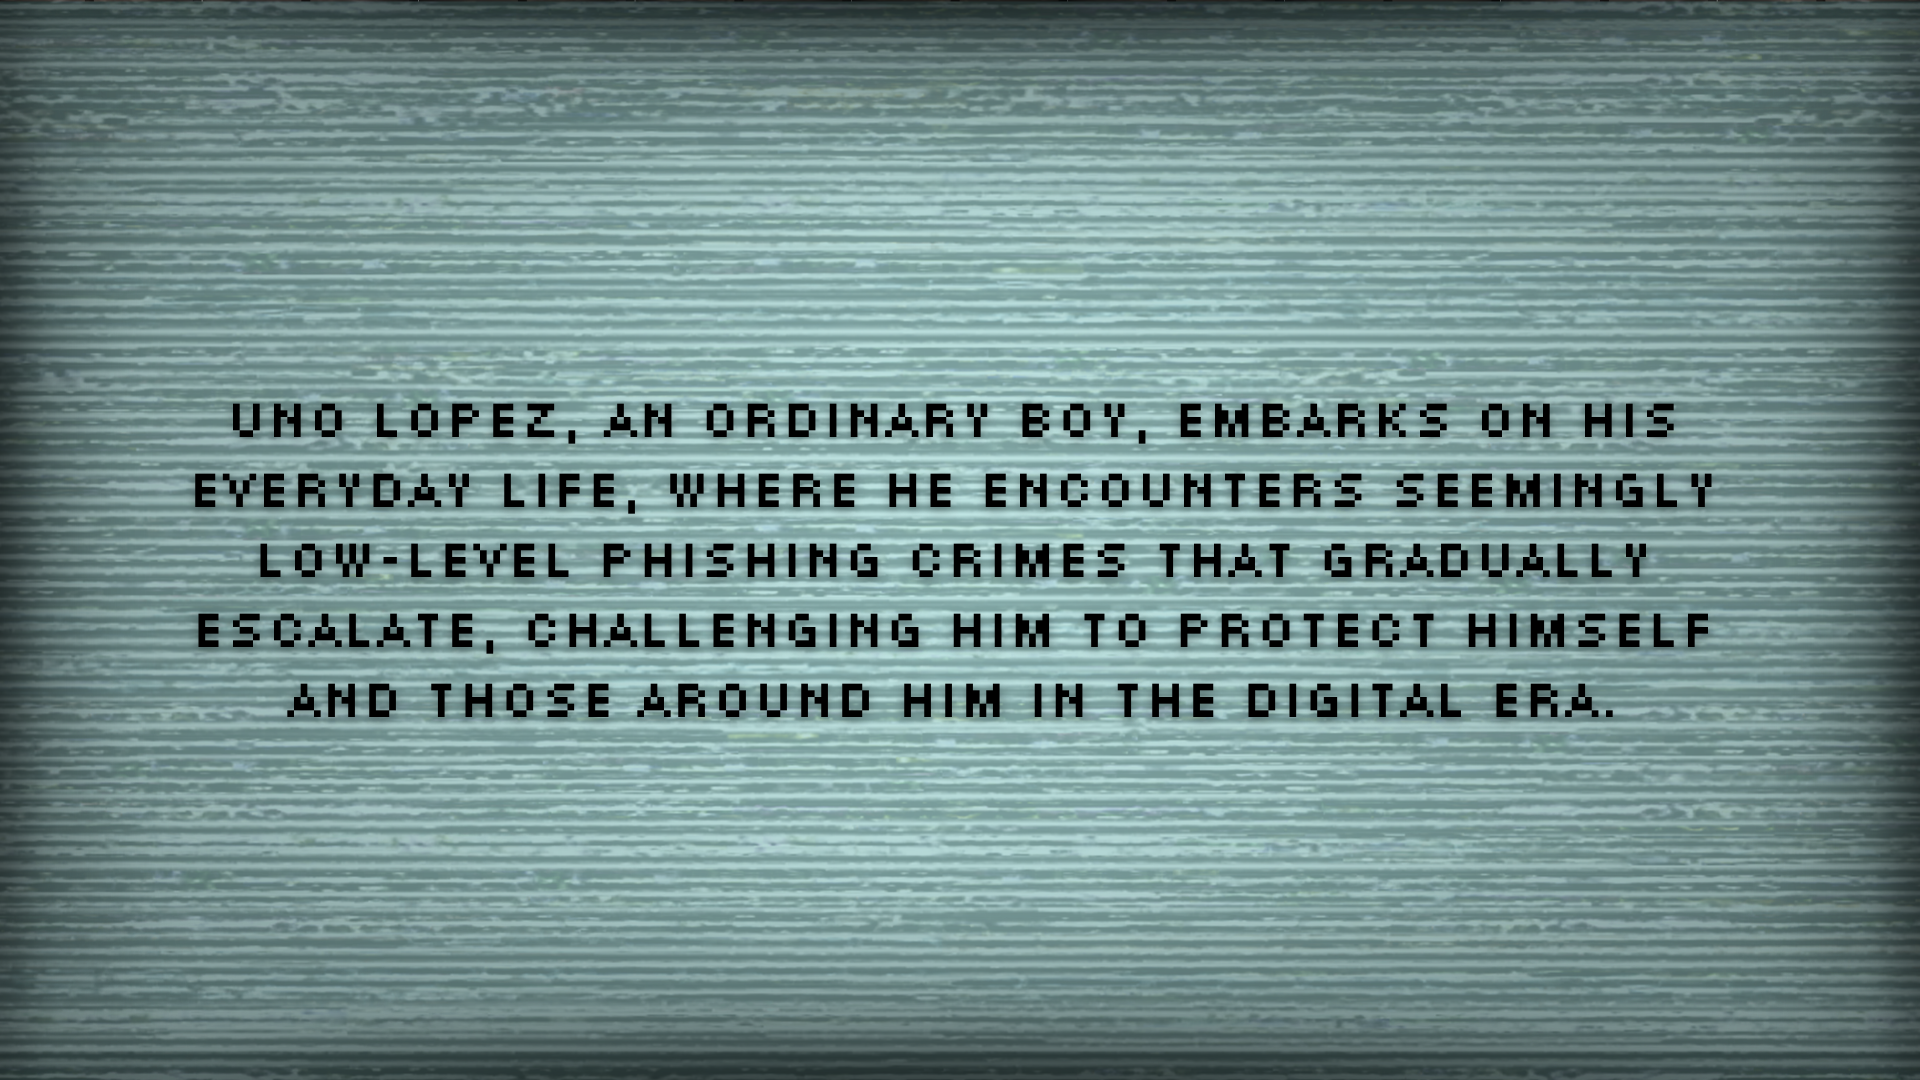 UNO LOPEZ, AN ORDINARY BOY, EMBARKS ON HIS
EVERYDAY LIFE, WHERE HE ENCOUNTERS SEEMINGLY
LOW-LEVEL PHISHING CRIMES THAT GRADUALLY
ESCALATE, CHALLENGING HIM TO PROTECT HIMSELF
AND THOSE AROUND HIM IN THE DIGITAL ERA.